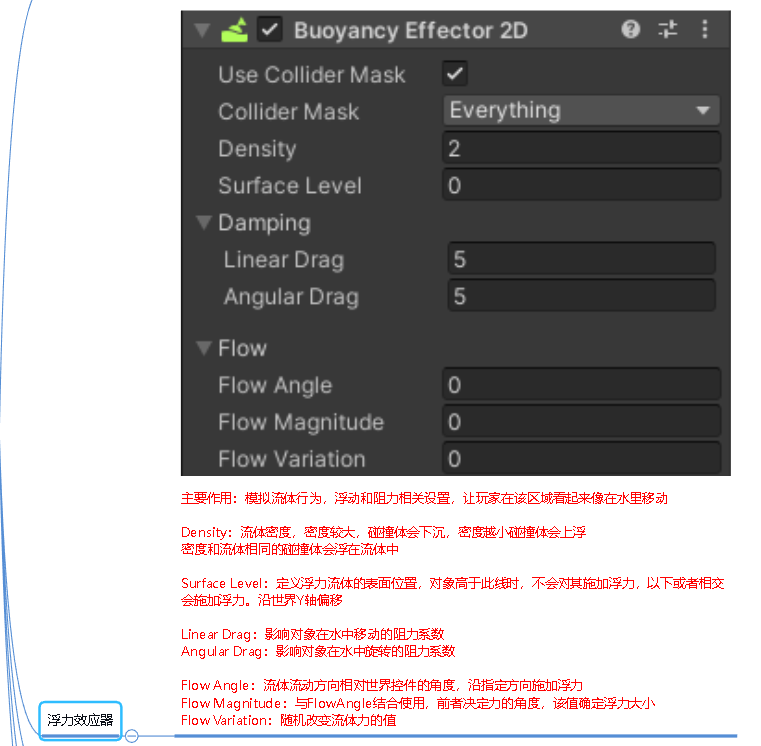 Buoyancy Effector 2D
Use Collider Mask
Collider Mask Everything
Density 2
Surface Level 0
Damping
Linear Drag 5
Angular Drag 5
Flow
Flow Angle 0
Flow Magnitude 0
Flow Variation 0
主要作用：模拟流体行为，浮动和阻力相关设置，让玩家在该区域看起来像在水里移动
Density：流体密度，密度较大，碰撞体会下沉，密度越小碰撞体会上浮
密度和流体相同的碰撞体会浮在流体中
Surface Level：定义浮力流体的表面位置，对象高于此线时，不会对其施加浮力，以下或者相交
会施加浮力。沿世界Y轴偏移
Linear Drag：影响对象在水中移动的阻力系数
Angular Drag：影响对象在水中旋转的阻力系数
Flow Angle：流体流动方向相对世界控件的角度，沿指定方向施加浮力
Flow Magnitude：与FlowAngle结合使用，前者决定力的角度，该值确定浮力大小
Flow Variation：随机改变流体力的值
浮力效应器